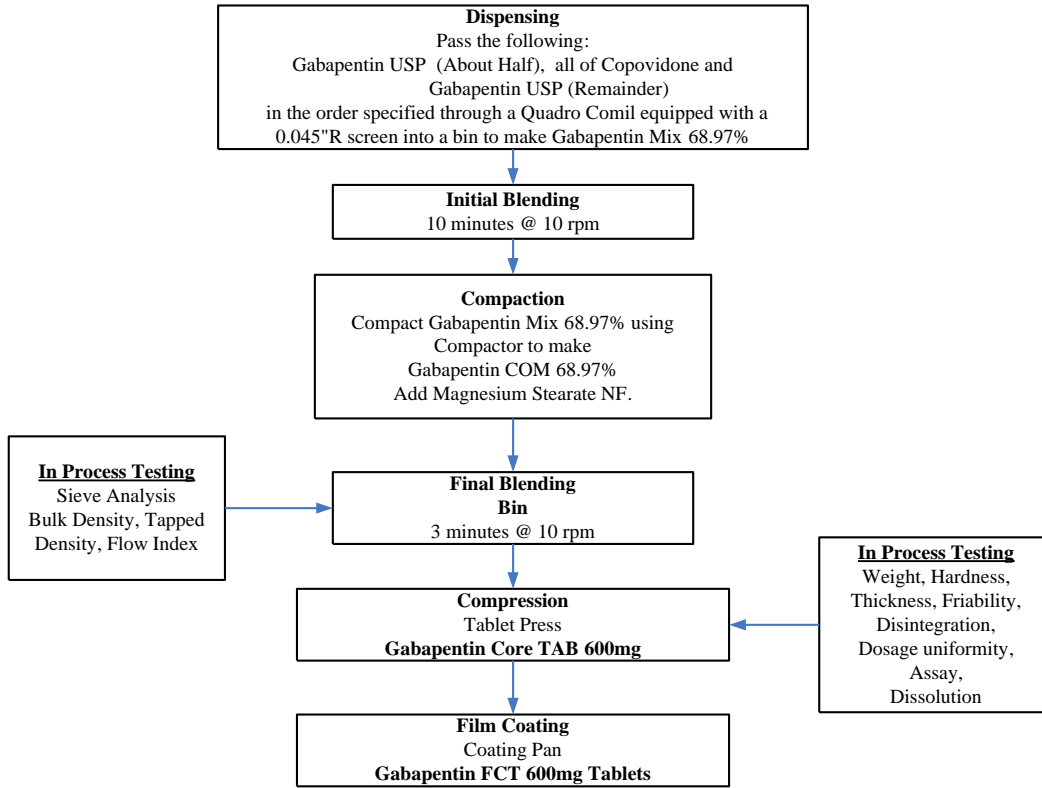 Dispensing
Pass the following:
Gabapentin USP (About Half), all of Copovidone and
Gabapentin USP (Remainder)
in the order specified through a Quadro Comil equipped with a
0.045"R screen into a bin to make Gabapentin Mix 68.97%
Initial Blending
10 minutes @ 10 rpm
Compaction
Compact Gabapentin Mix 68.97% using
Compactor to make
Gabapentin COM 68.97%
Add Magnesium Stearate NF.
In Process Testing
Sieve Analysis
Bulk Density, Tapped
Density, Flow Index
Final Blending
Bin
3 minutes @ 10 rpm
Compression
Tablet Press
Gabapentin Core TAB 600mg
In Process Testing
Weight, Hardness,
Thickness, Friability,
Disintegration,
Dosage uniformity,
Assay,
Dissolution
Film Coating
Coating Pan
Gabapentin FCT 600mg Tablets